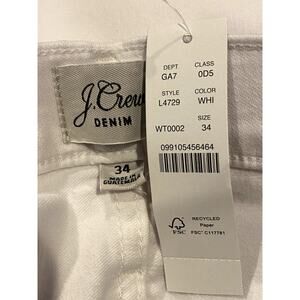 J.Crew
DENIM
34
MADE IN
GUATEMALA
DEPT. CLASS
GA7 0D5
STYLE COLOR
L4729 WHI
SIZE
WT0002 34
099105456464
FSC
RECYCLED
Paper
FSC® C117781